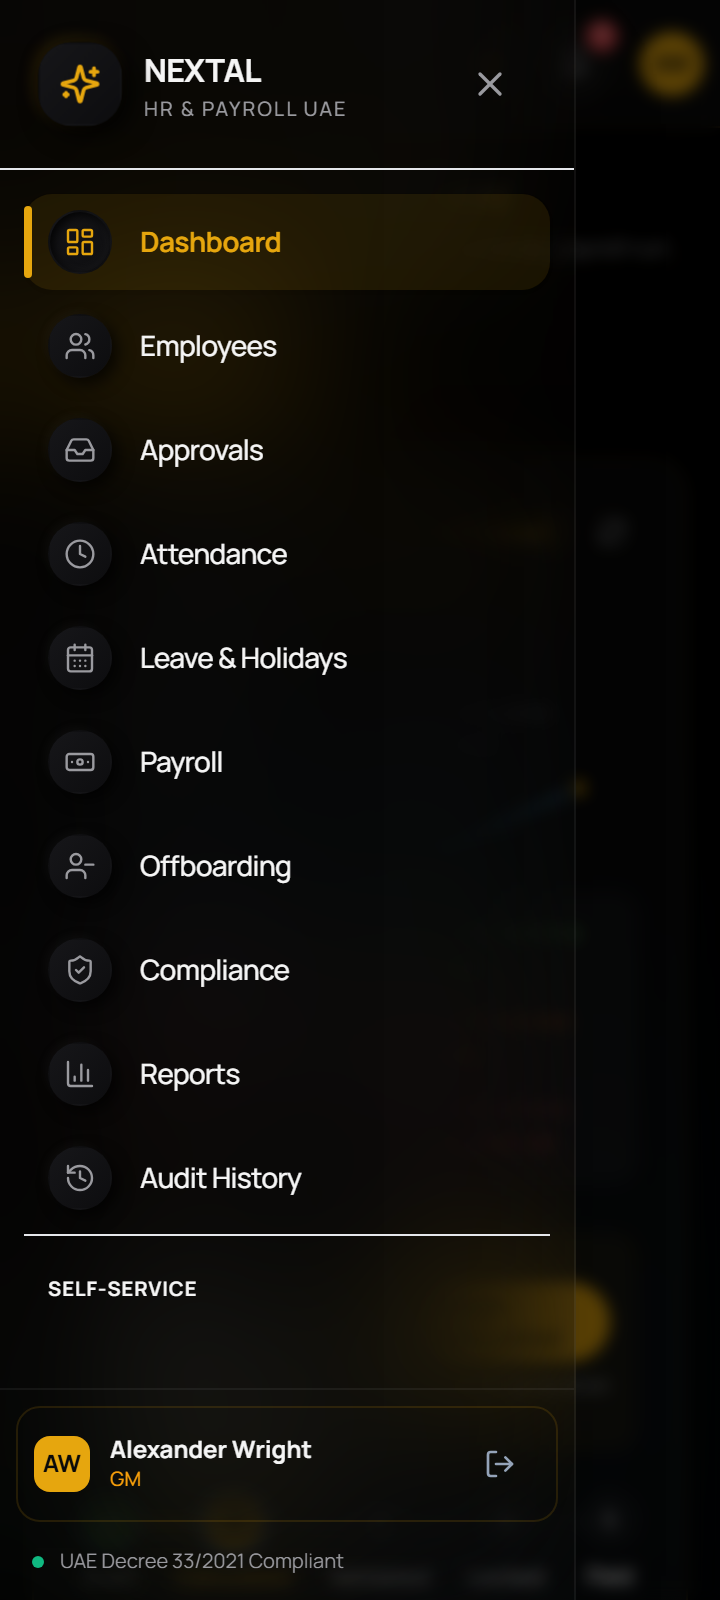 NEXTAL
HR & PAYROLL UAE
Dashboard
Employees
Approvals
Attendance
Leave & Holidays
Payroll
Offboarding
Compliance
Reports
Audit History
SELF-SERVICE
AW
Alexander Wright
GM
UAE Decree 33/2021 Compliant